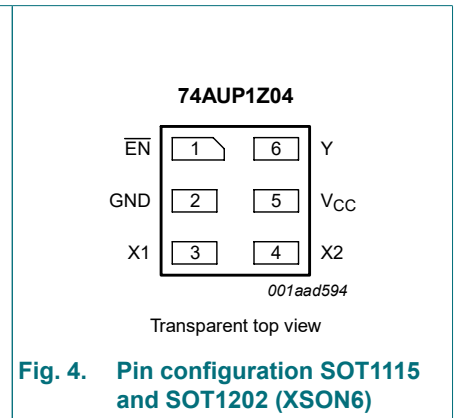 74AUP1Z04
EN 1 6 Y
GND 2 5 VCC
X1 3 4 X2
001aad594
Transparent top view
Fig. 4. Pin configuration SOT1115
and SOT1202 (XSON6)